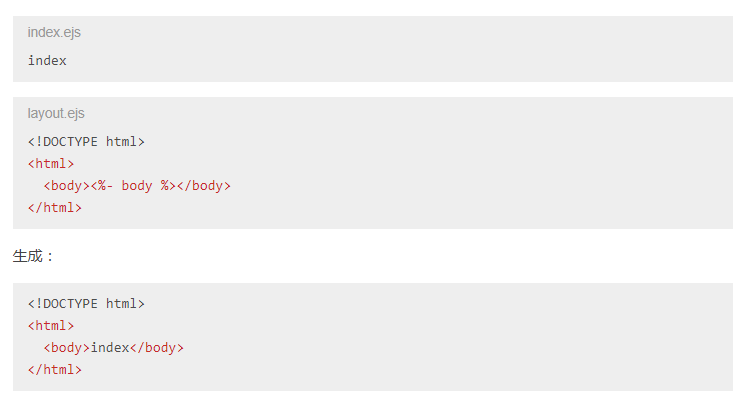 index.ejs
index
layout.ejs
<!DOCTYPE html>
<html>
  <body><%- body %></body>
</html>
生成：
<!DOCTYPE html>
<html>
  <body>index</body>
</html>